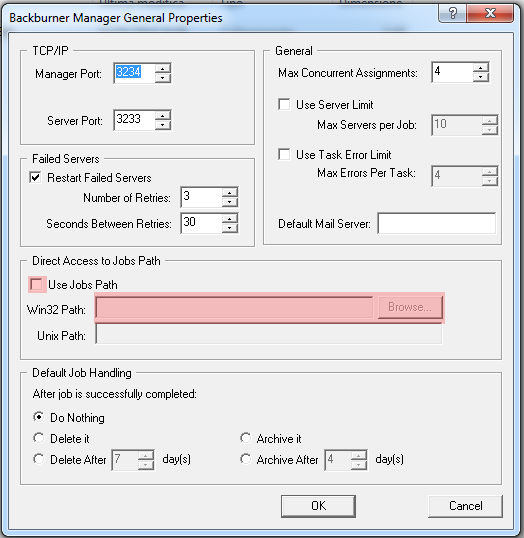 Ultima modifica Tipo Dimensione
Backburner Manager General Properties
TCP/IP
Manager Port: 3234
Server Port: 3233
Failed Servers
Restart Failed Servers
Number of Retries: 3
Seconds Between Retries: 30
General
Max Concurrent Assignments: 4
Use Server Limit
Max Servers per Job: 10
Use Task Error Limit
Max Errors Per Task: 4
Default Mail Server:
Direct Access to Jobs Path
Use Jobs Path
Win32 Path: Browse...
Unix Path:
Default Job Handling
After job is successfully completed:
Do Nothing
Delete it Archive it
Delete After 7 day(s) Archive After 4 day(s)
OK Cancel